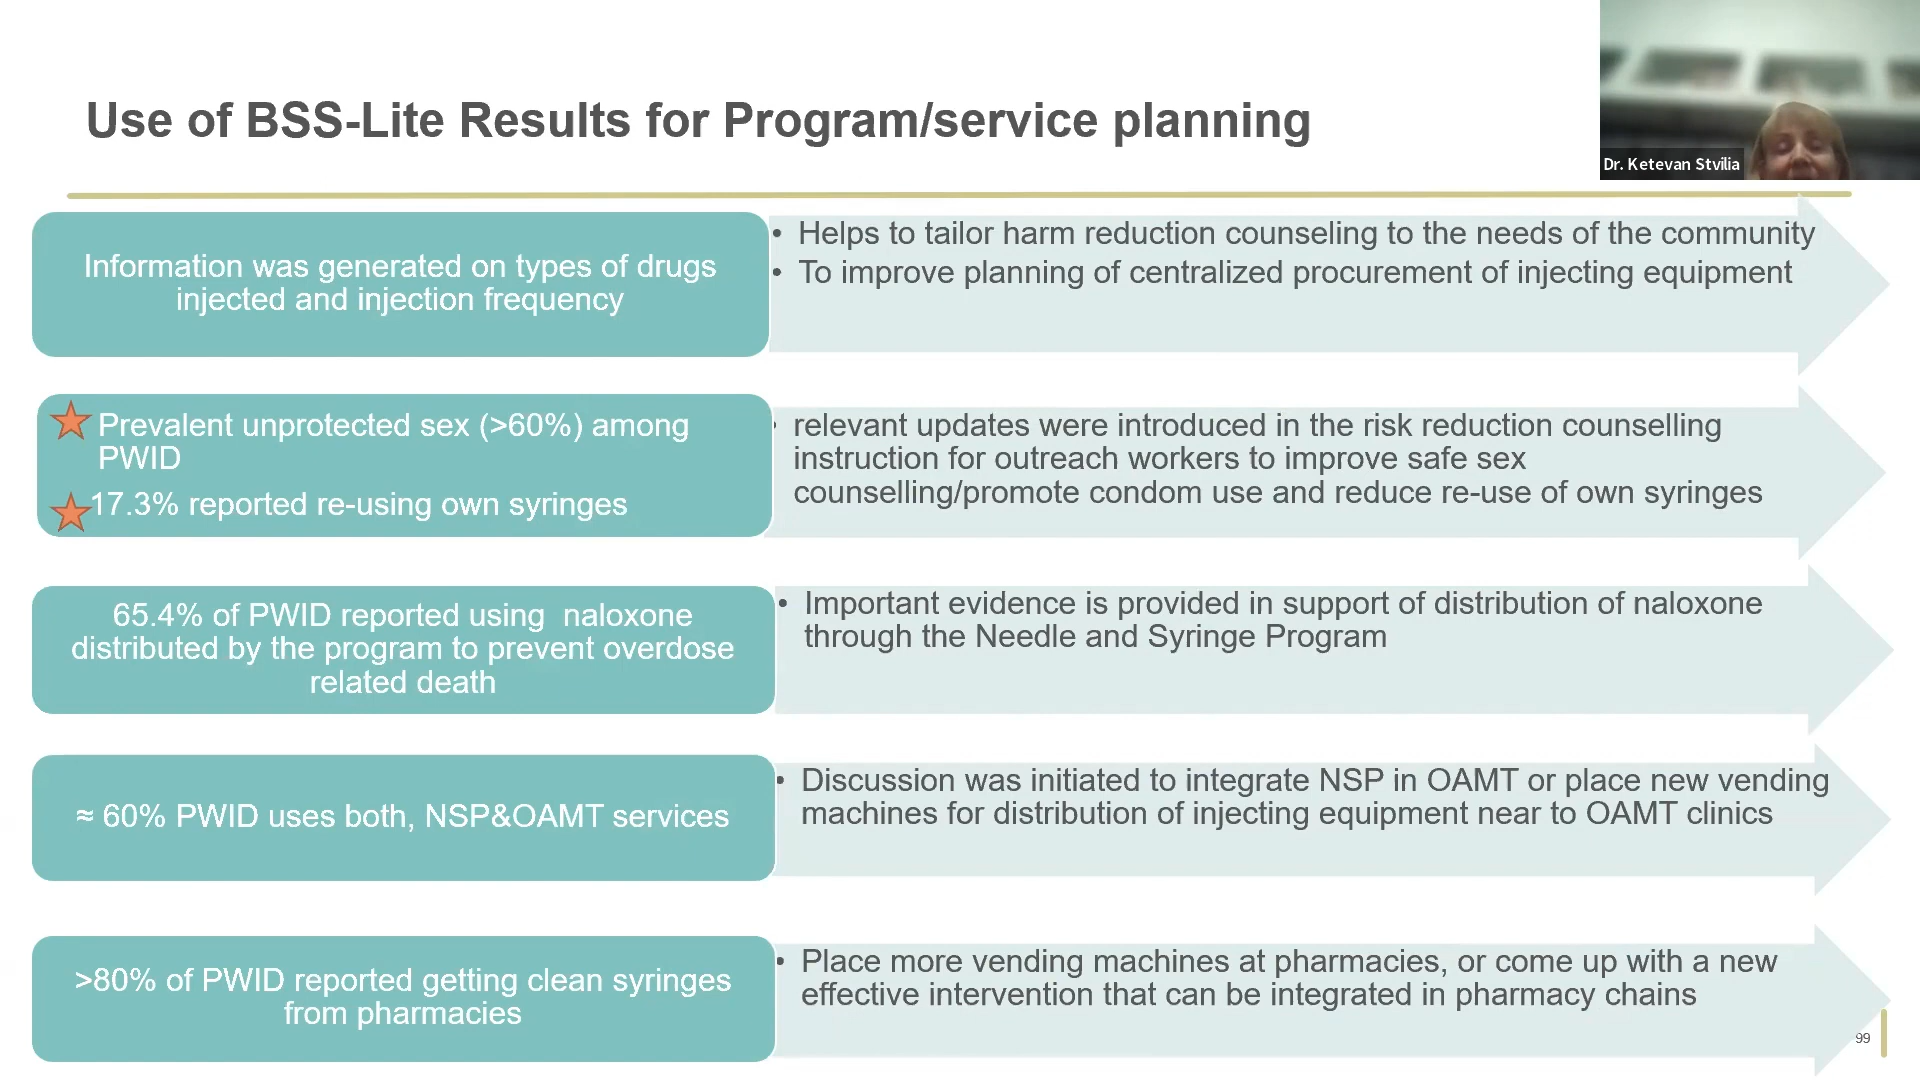 Use of BSS-Lite Results for Program/service planning
Dr. Ketevan Stvilia
Information was generated on types of drugs
injected and injection frequency
• Helps to tailor harm reduction counseling to the needs of the community
• To improve planning of centralized procurement of injecting equipment
Prevalent unprotected sex (>60%) among
PWID
17.3% reported re-using own syringes
• relevant updates were introduced in the risk reduction counselling
instruction for outreach workers to improve safe sex
counselling/promote condom use and reduce re-use of own syringes
65.4% of PWID reported using naloxone
distributed by the program to prevent overdose
related death
• Important evidence is provided in support of distribution of naloxone
through the Needle and Syringe Program
≈ 60% PWID uses both, NSP&OAMT services
• Discussion was initiated to integrate NSP in OAMT or place new vending
machines for distribution of injecting equipment near to OAMT clinics
>80% of PWID reported getting clean syringes
from pharmacies
• Place more vending machines at pharmacies, or come up with a new
effective intervention that can be integrated in pharmacy chains
99